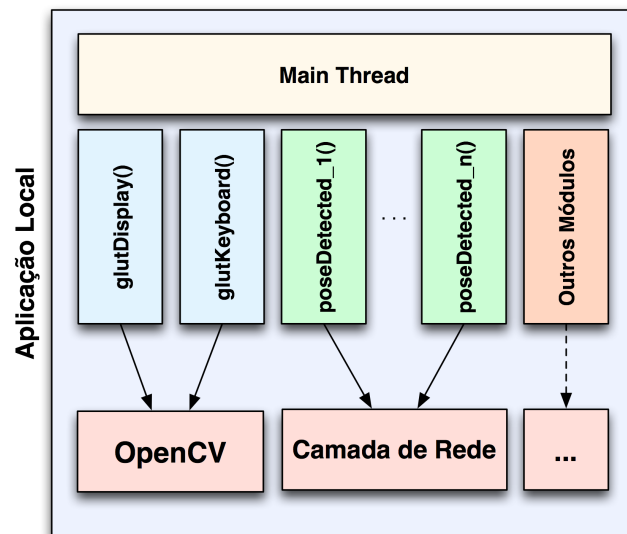 Aplicação Local
Main Thread
glutDisplay()
glutKeyboard()
poseDetected_1()
. . .
poseDetected_n()
Outros Módulos
OpenCV
Camada de Rede
...